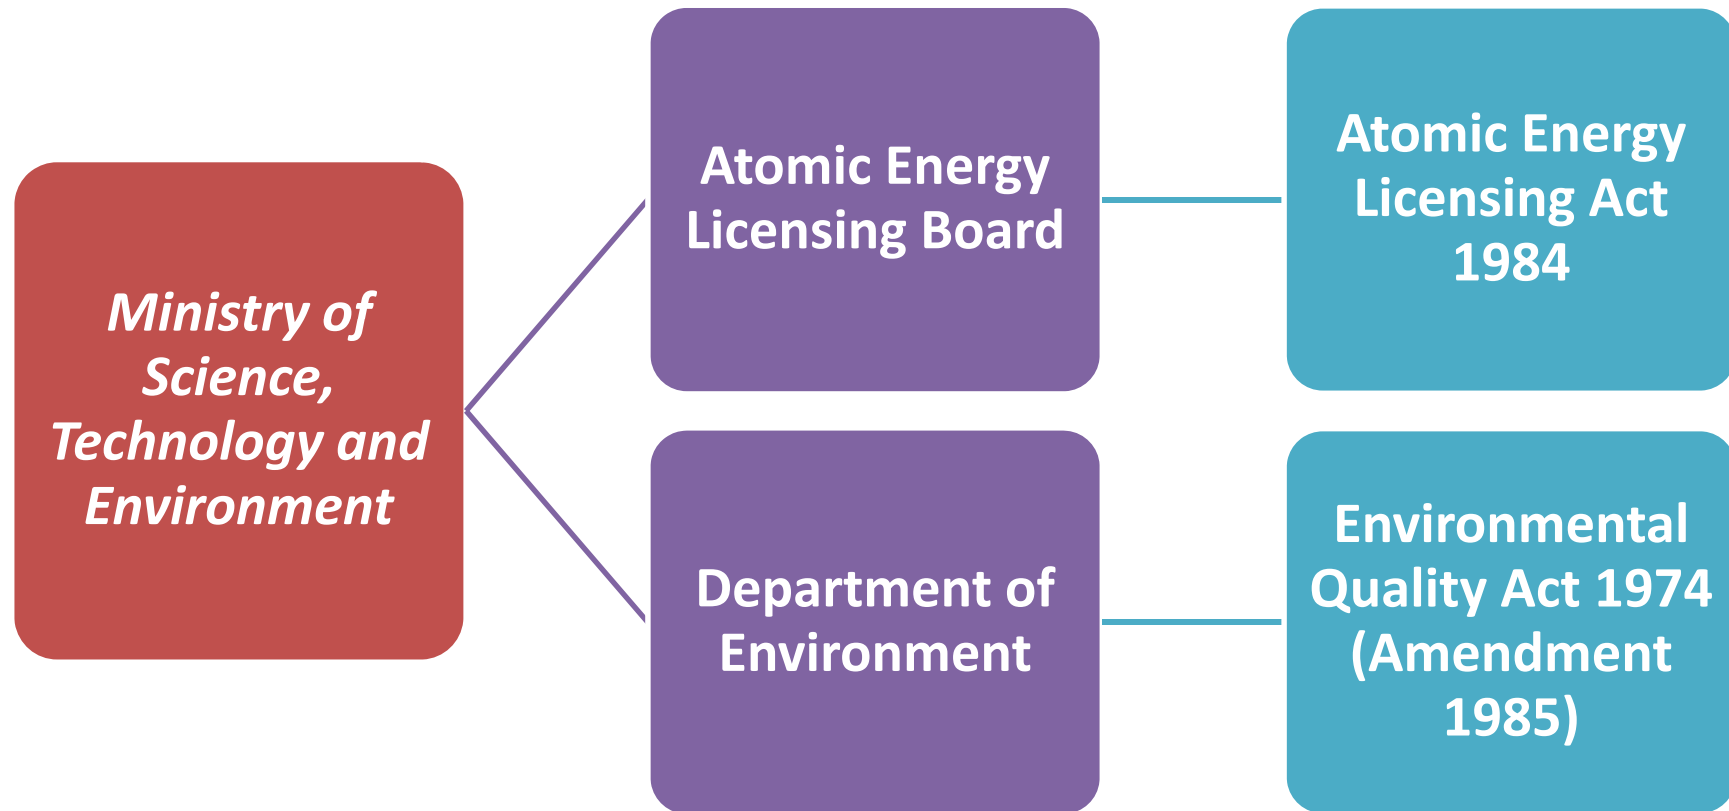 Ministry of
Science,
Technology and
Environment
Atomic Energy
Licensing Board
Atomic Energy
Licensing Act
1984
Department of
Environment
Environmental
Quality Act 1974
(Amendment
1985)